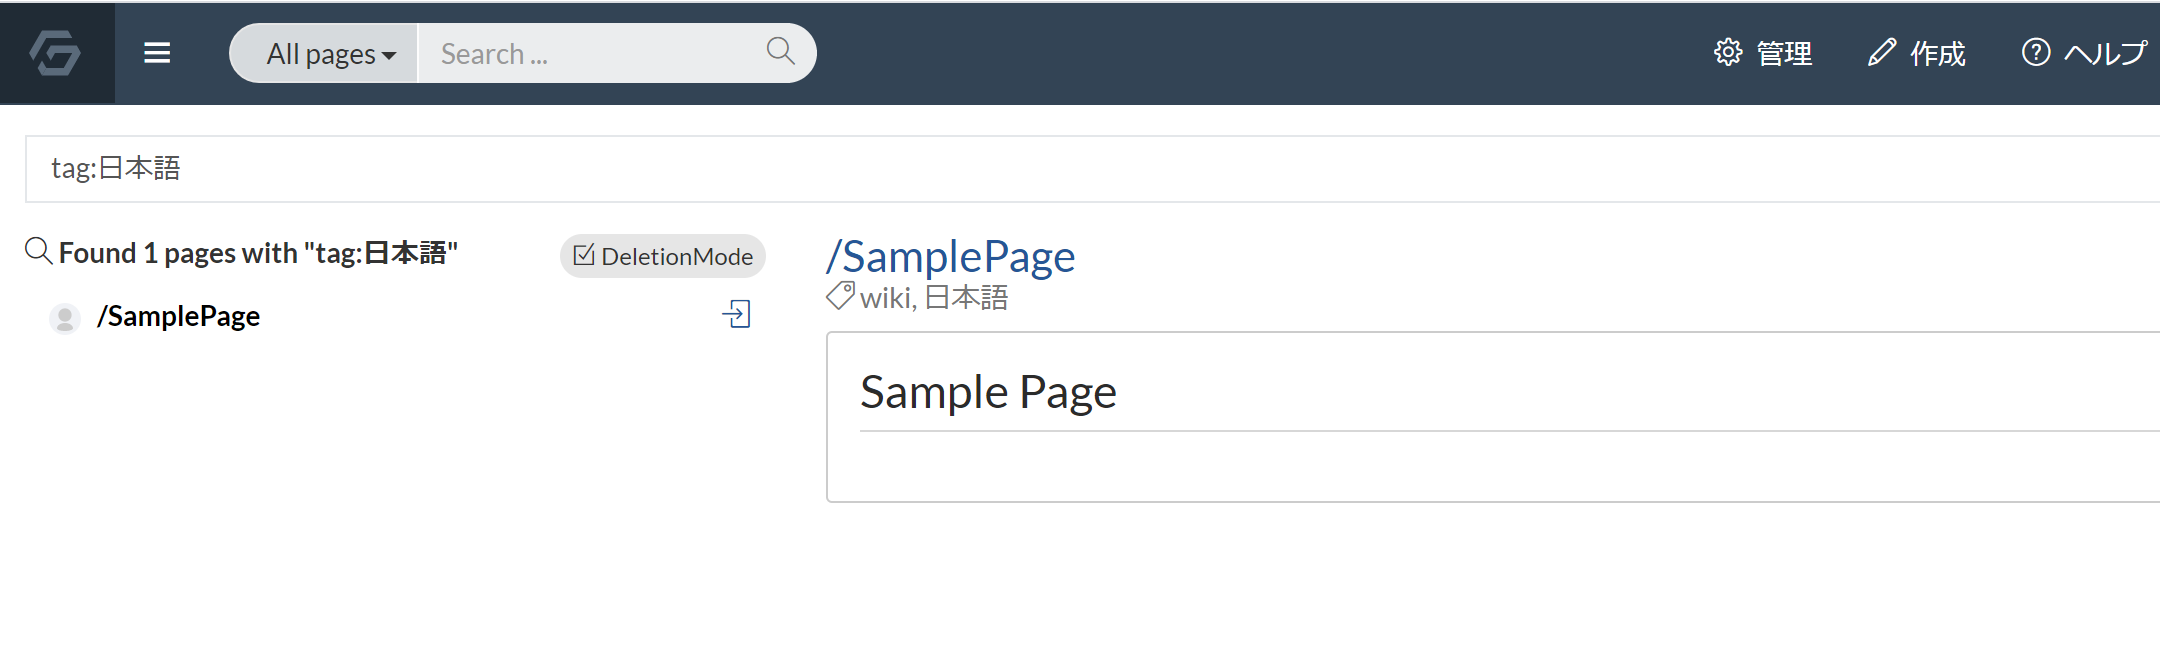 All pages Search ... 管理 作成 ヘルプ
tag:日本語
Found 1 pages with "tag:日本語" DeletionMode
/SamplePage
/SamplePage
wiki, 日本語
Sample Page